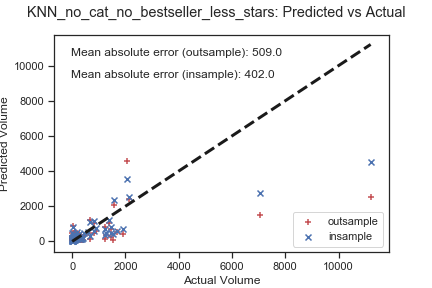 KNN_no_cat_no_bestseller_less_stars: Predicted vs Actual
Mean absolute error (outsample): 509.0
Mean absolute error (insample): 402.0
Predicted Volume
10000
8000
6000
4000
2000
0
outsample
insample
0 2000 4000 6000 8000 10000
Actual Volume